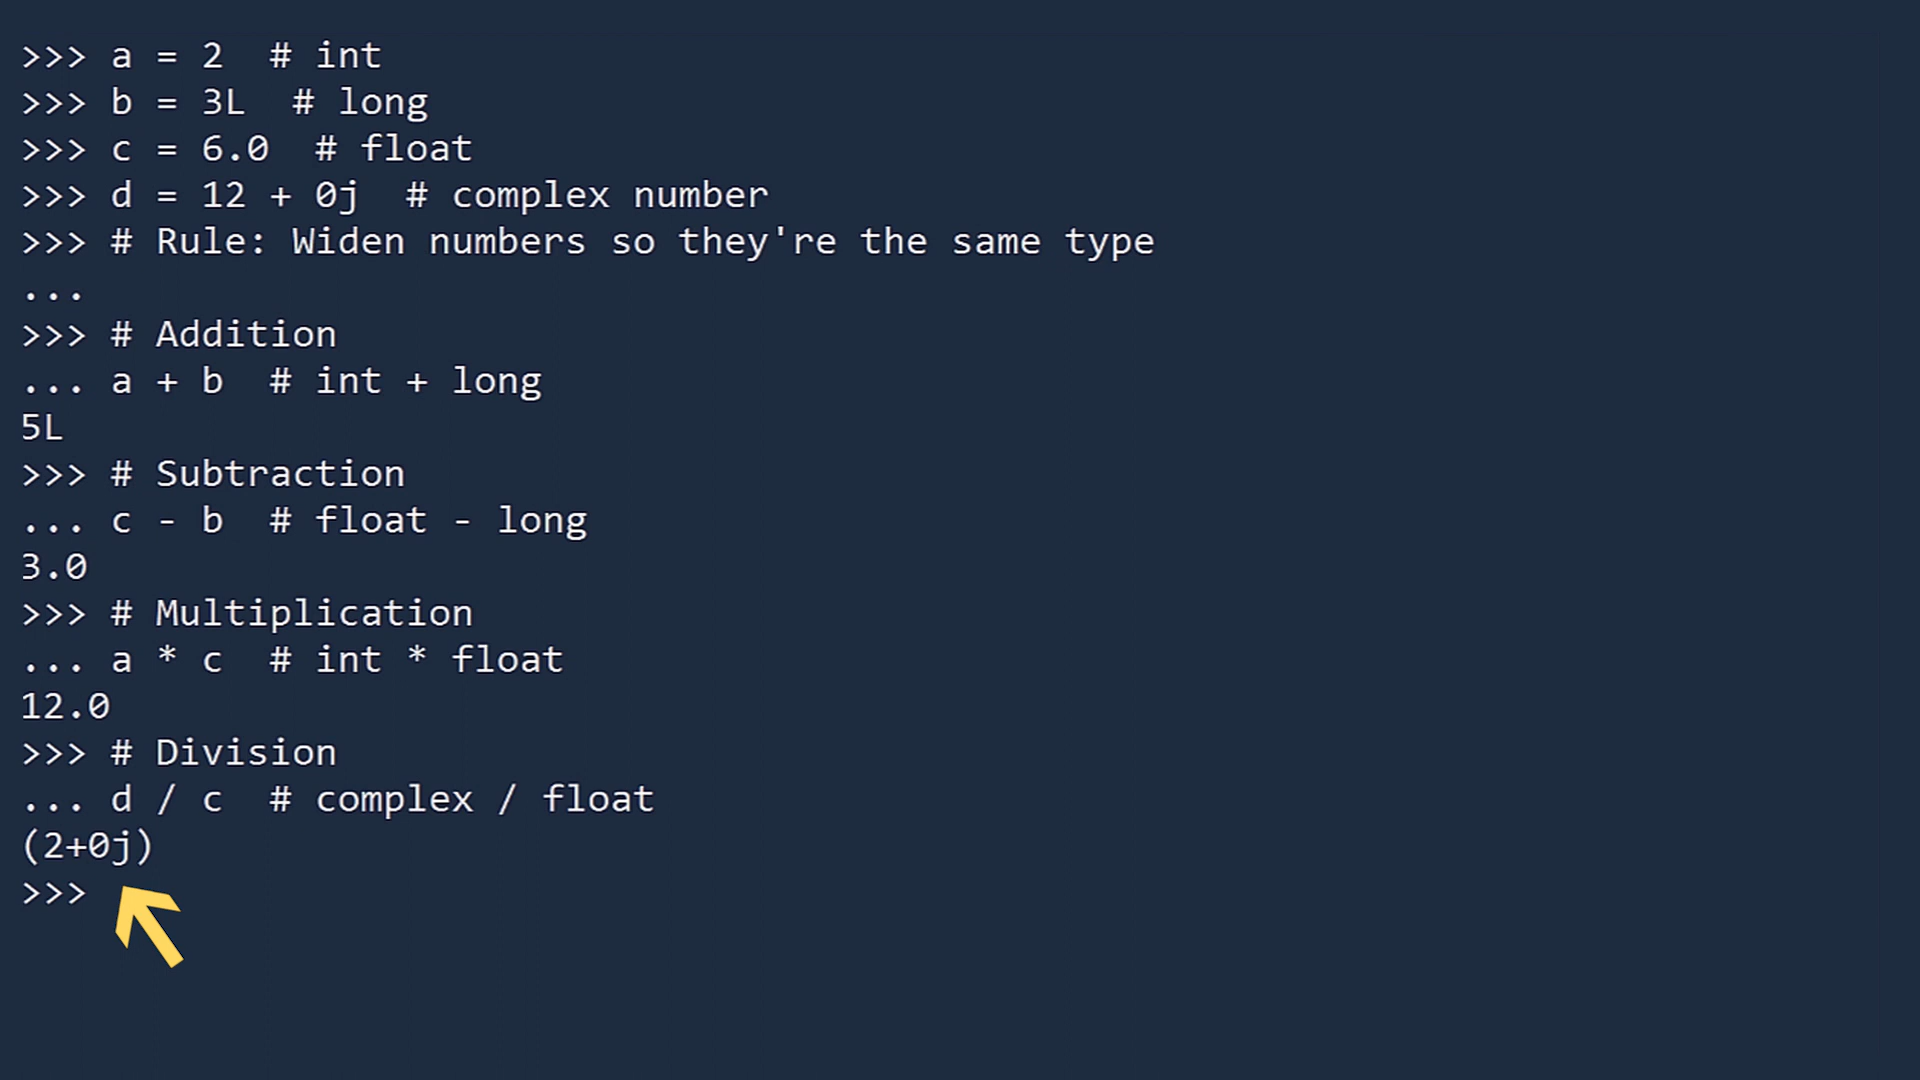 >>> a = 2  # int
>>> b = 3L  # long
>>> c = 6.0  # float
>>> d = 12 + 0j  # complex number
>>> # Rule: Widen numbers so they're the same type
...
>>> # Addition
... a + b  # int + long
5L
>>> # Subtraction
... c - b  # float - long
3.0
>>> # Multiplication
... a * c  # int * float
12.0
>>> # Division
... d / c  # complex / float
(2+0j)
>>>